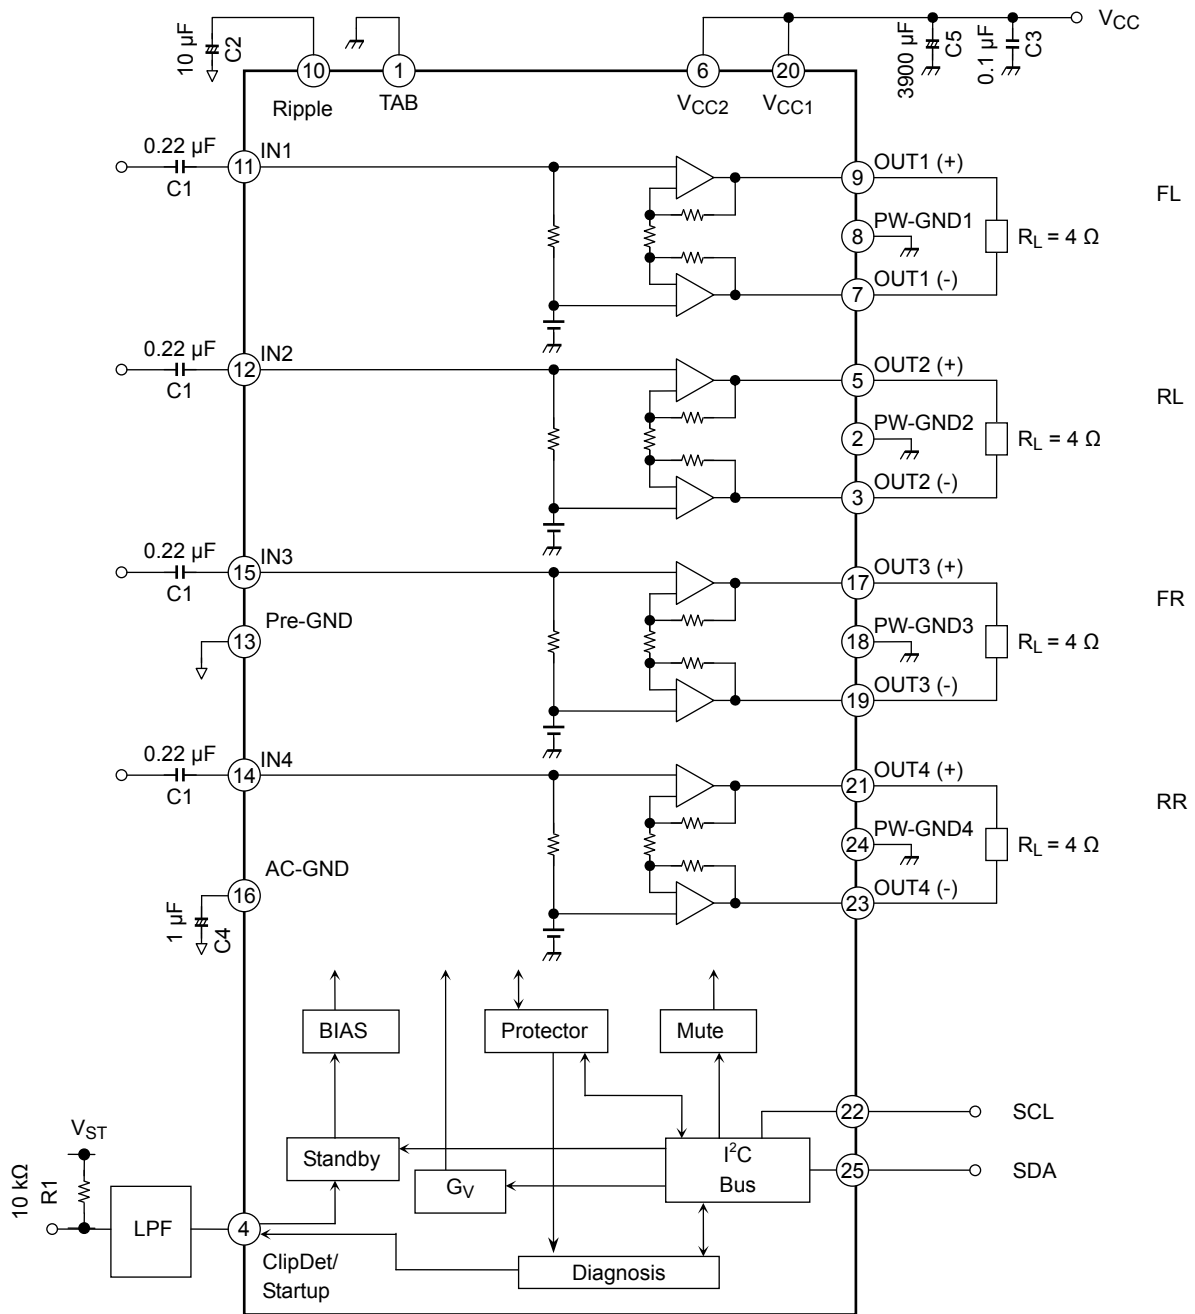 10 µF
C2
10
Ripple
1
TAB
6
VCC2
20
VCC1
3900 µF
C5
0.1 µF
C3
VCC
0.22 µF
C1
11
IN1
9
OUT1 (+)
8
PW-GND1
7
OUT1 (-)
RL = 4 Ω
FL
0.22 µF
C1
12
IN2
5
OUT2 (+)
2
PW-GND2
3
OUT2 (-)
RL = 4 Ω
RL
0.22 µF
C1
15
IN3
13
Pre-GND
17
OUT3 (+)
18
PW-GND3
19
OUT3 (-)
RL = 4 Ω
FR
0.22 µF
C1
14
IN4
21
OUT4 (+)
24
PW-GND4
23
OUT4 (-)
RL = 4 Ω
RR
AC-GND
16
1 µF
C4
BIAS
Protector
Mute
Standby
GV
I²C
Bus
22
SCL
25
SDA
VST
10 kΩ
R1
LPF
4
ClipDet/
Startup
Diagnosis